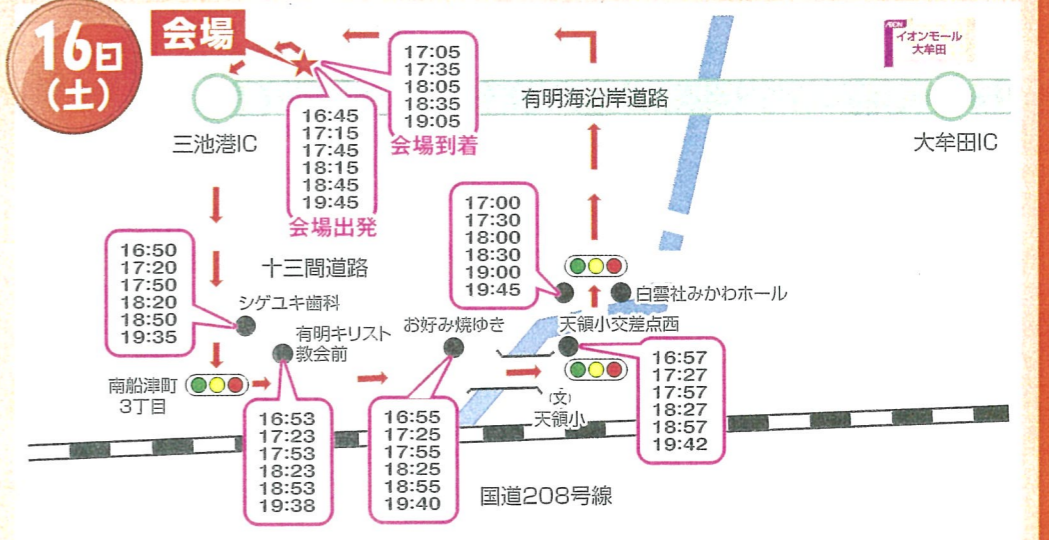 16日
(土)
会場
17:05
17:35
18:05
18:35
19:05
会場到着
AEON
イオンモール
大牟田
有明海沿岸道路
三池港IC
大牟田IC
16:45
17:15
17:45
18:15
18:45
19:45
会場出発
17:00
17:30
18:00
18:30
19:00
19:45
16:50
17:20
17:50
18:20
18:50
19:35
十三間道路
シゲユキ歯科
有明キリスト
教会前
お好み焼ゆき
白雲社みかわホール
天領小交差点西
南船津町
3丁目
(文)
天領小
16:57
17:27
17:57
18:27
18:57
19:42
16:53
17:23
17:53
18:23
18:53
19:38
16:55
17:25
17:55
18:25
18:55
19:40
国道208号線